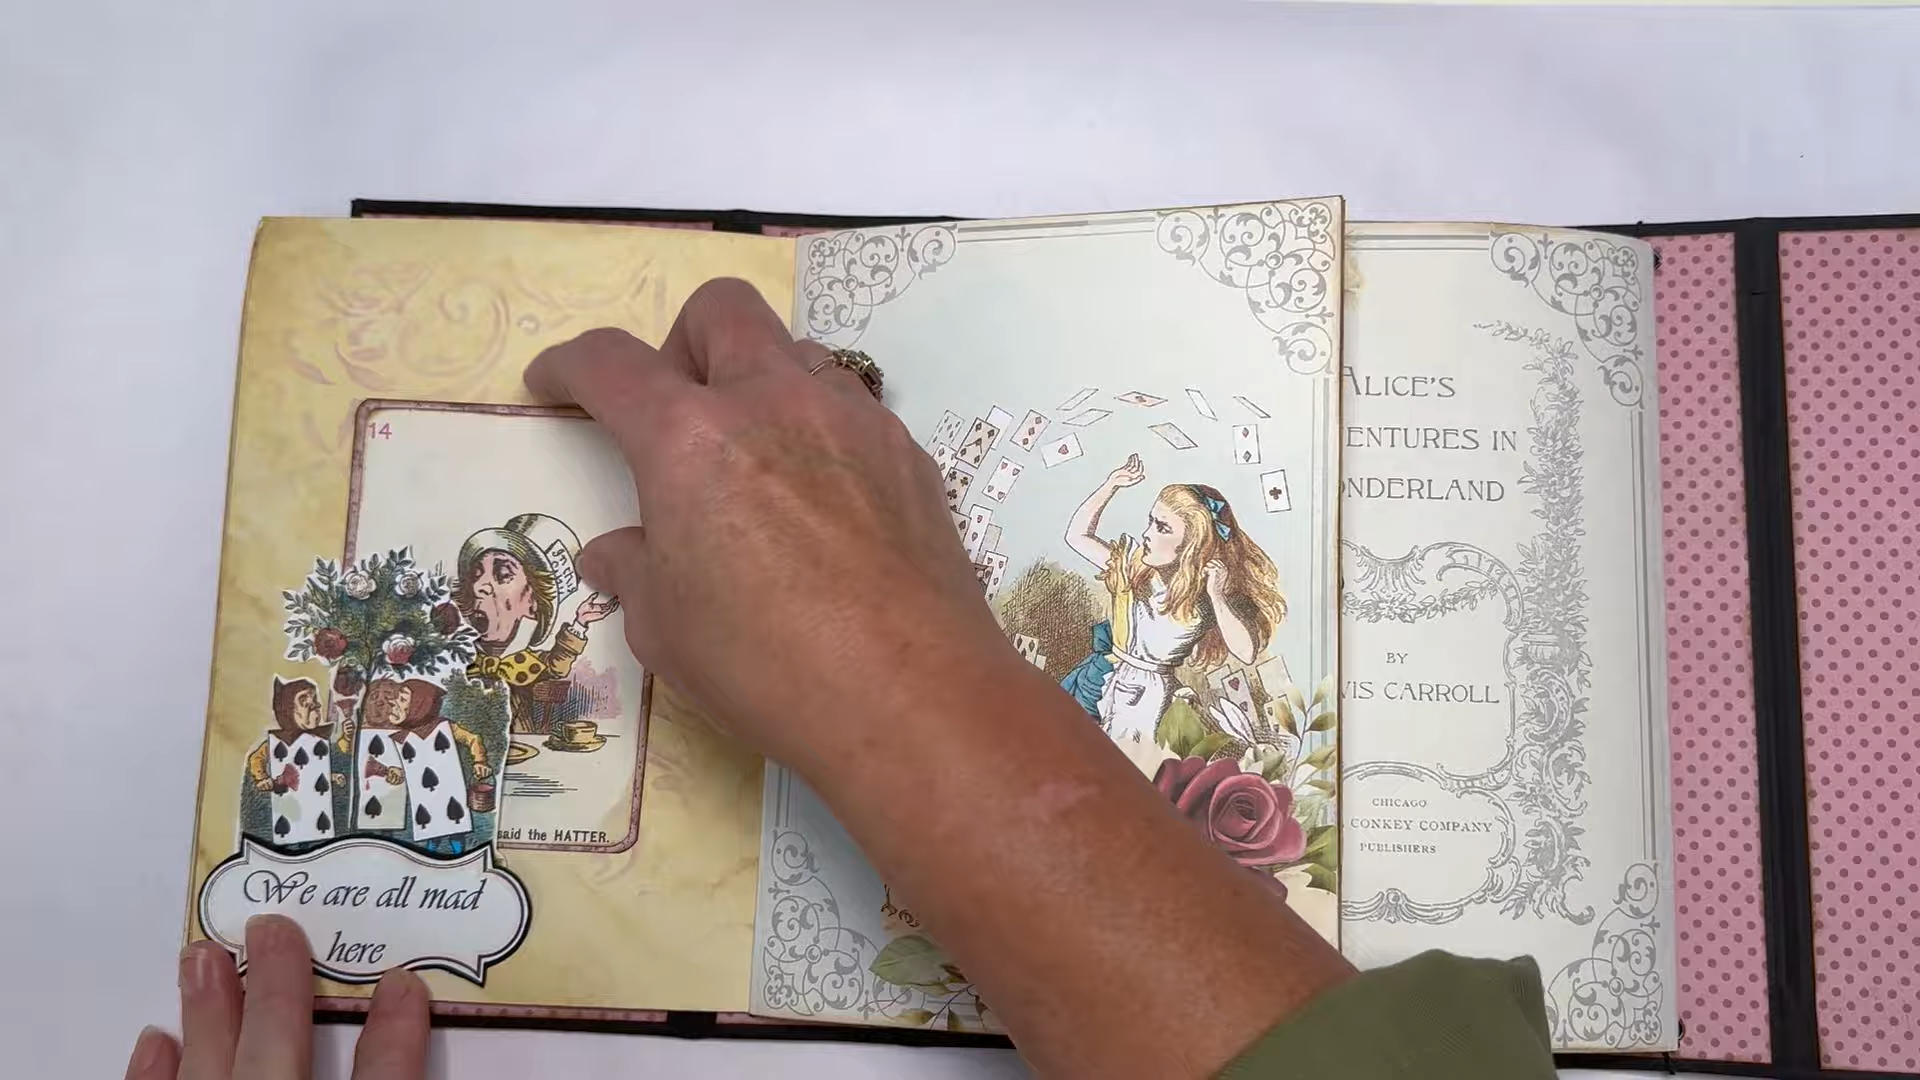 14
said the HATTER.
We are all mad
here
ALICE'S
ENTURES IN
ONDERLAND
BY
VIS CARROLL
CHICAGO
CONKEY COMPANY
PUBLISHERS